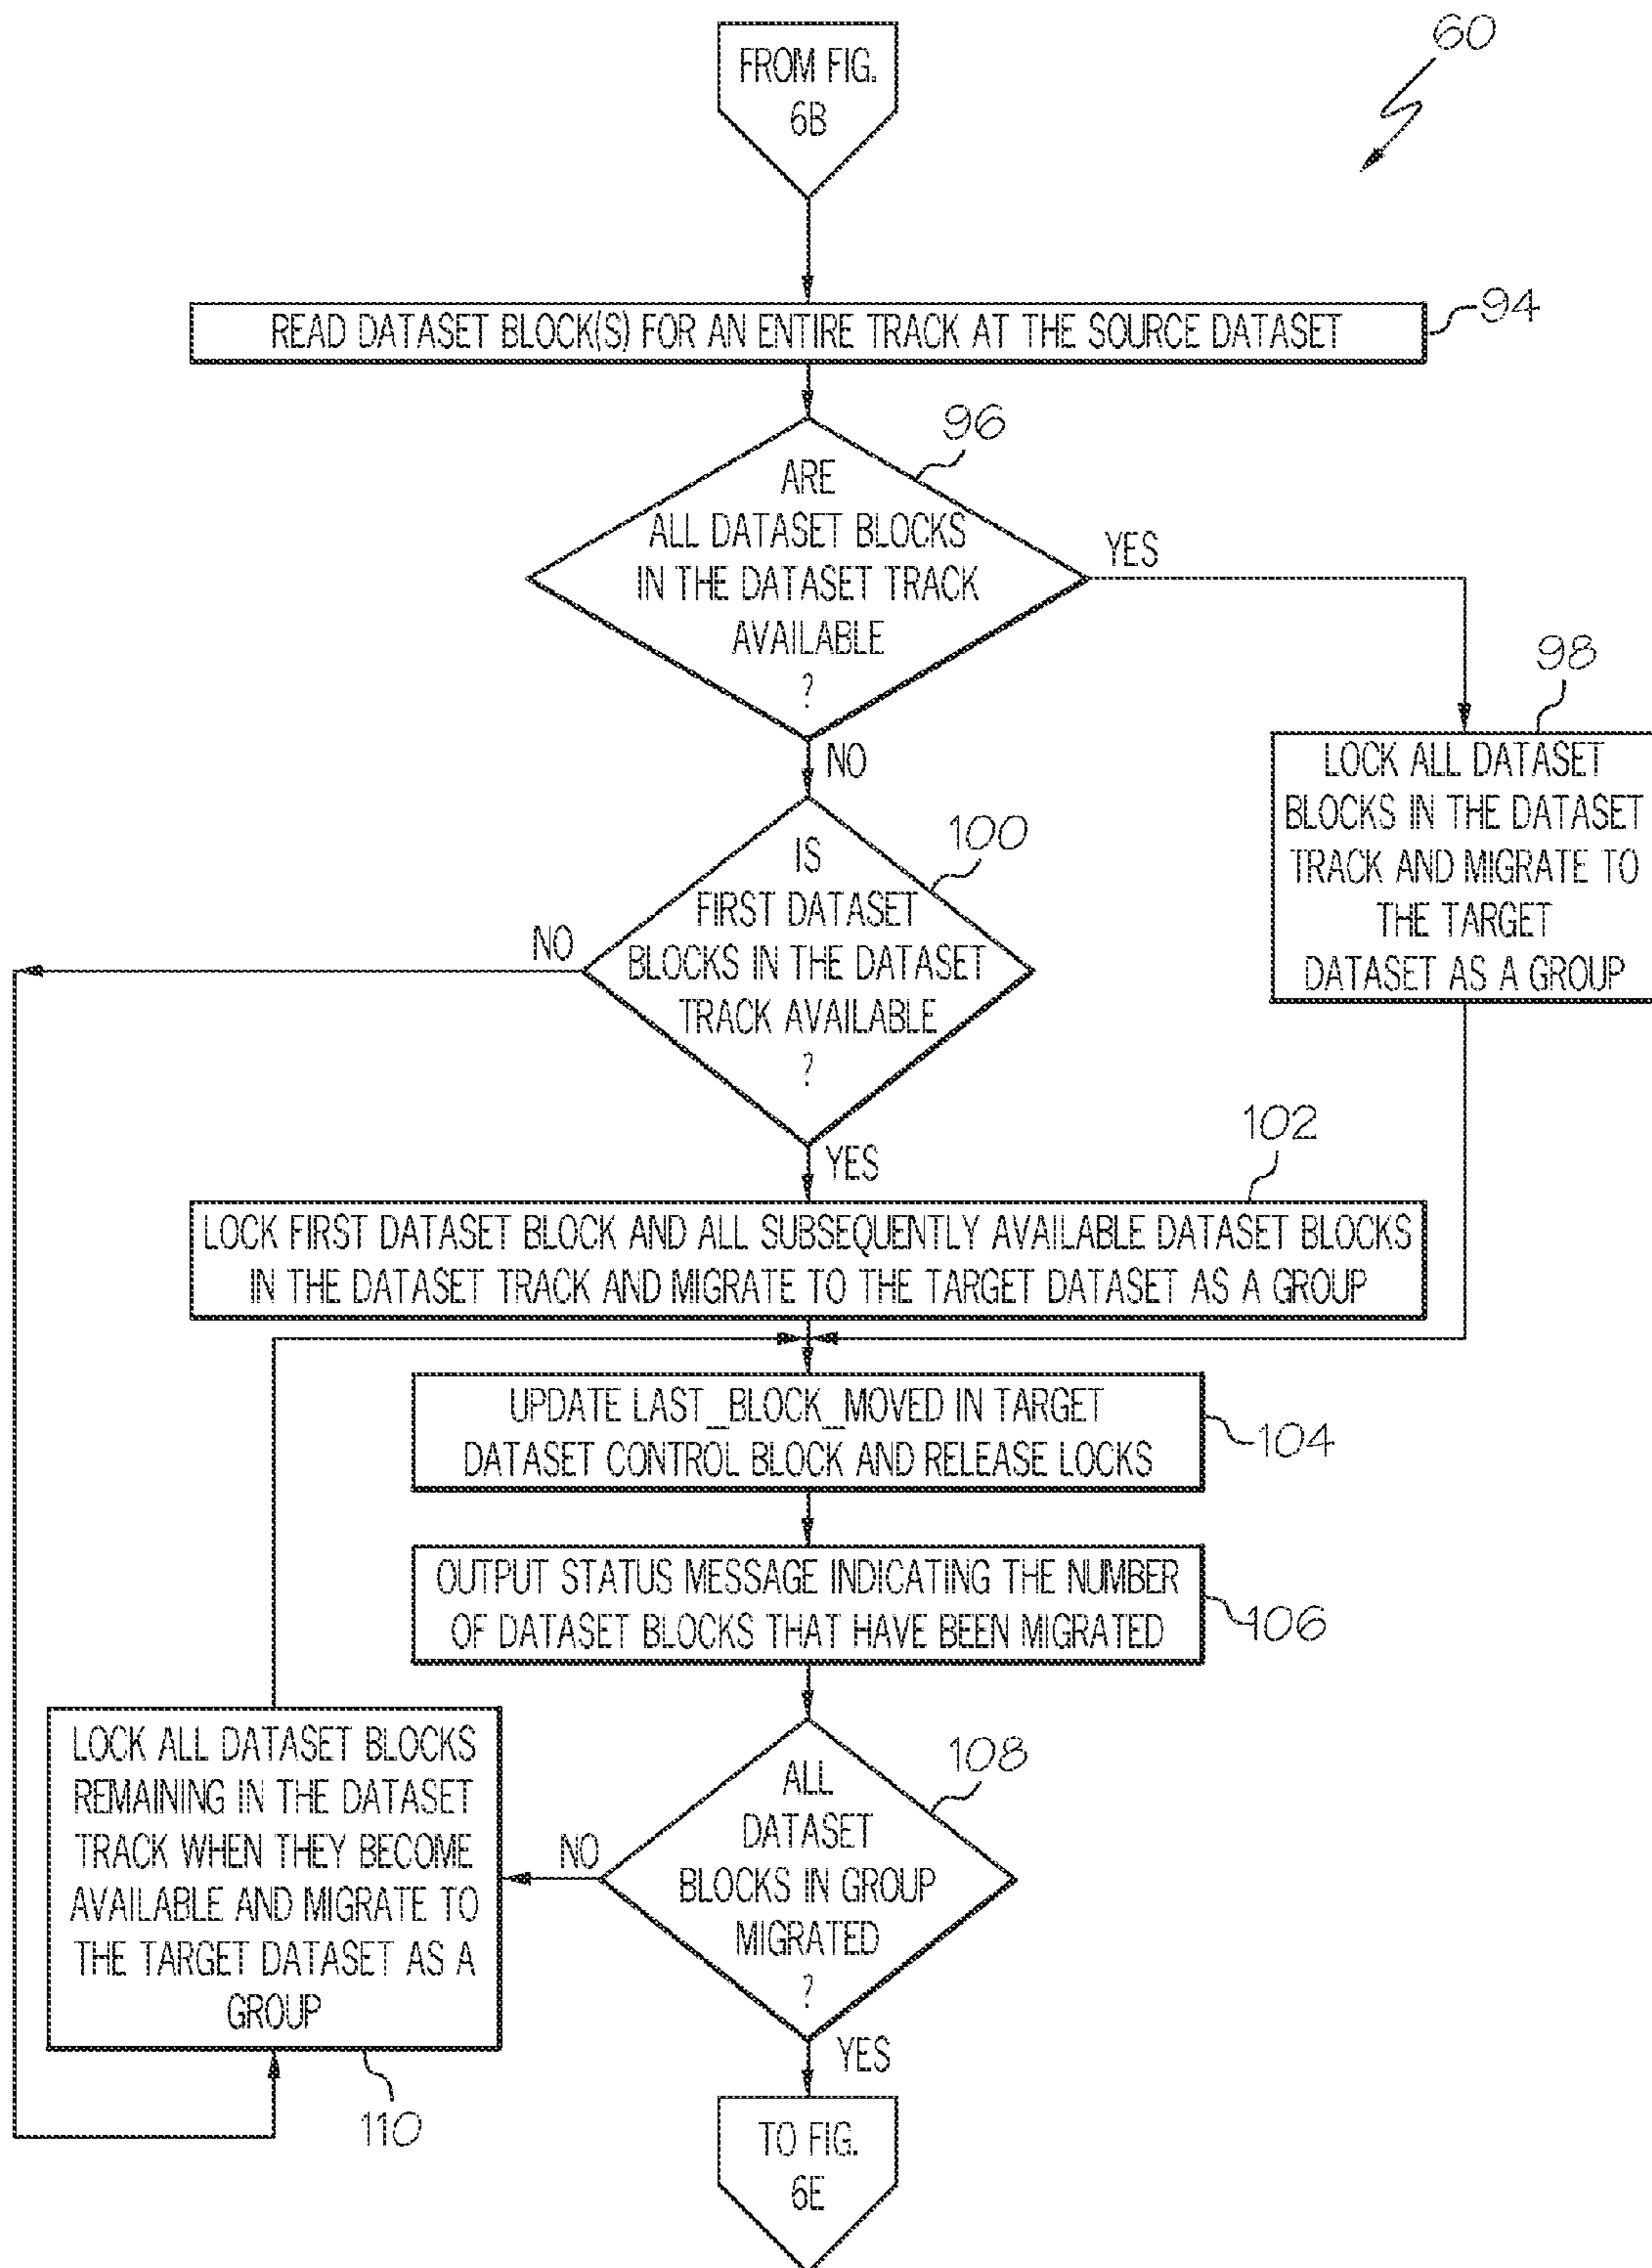 60
FROM FIG.
6B
READ DATASET BLOCK(S) FOR AN ENTIRE TRACK AT THE SOURCE DATASET
94
96
ARE
ALL DATASET BLOCKS
IN THE DATASET TRACK
AVAILABLE
?
YES
NO
98
LOCK ALL DATASET
BLOCKS IN THE DATASET
TRACK AND MIGRATE TO
THE TARGET
DATASET AS A GROUP
100
IS
FIRST DATASET
BLOCKS IN THE DATASET
TRACK AVAILABLE
?
NO
YES
102
LOCK FIRST DATASET BLOCK AND ALL SUBSEQUENTLY AVAILABLE DATASET BLOCKS
IN THE DATASET TRACK AND MIGRATE TO THE TARGET DATASET AS A GROUP
UPDATE LAST_BLOCK_MOVED IN TARGET
DATASET CONTROL BLOCK AND RELEASE LOCKS
104
OUTPUT STATUS MESSAGE INDICATING THE NUMBER
OF DATASET BLOCKS THAT HAVE BEEN MIGRATED
106
108
ALL
DATASET
BLOCKS IN GROUP
MIGRATED
?
NO
YES
LOCK ALL DATASET BLOCKS
REMAINING IN THE DATASET
TRACK WHEN THEY BECOME
AVAILABLE AND MIGRATE TO
THE TARGET DATASET AS A
GROUP
110
TO FIG.
6E